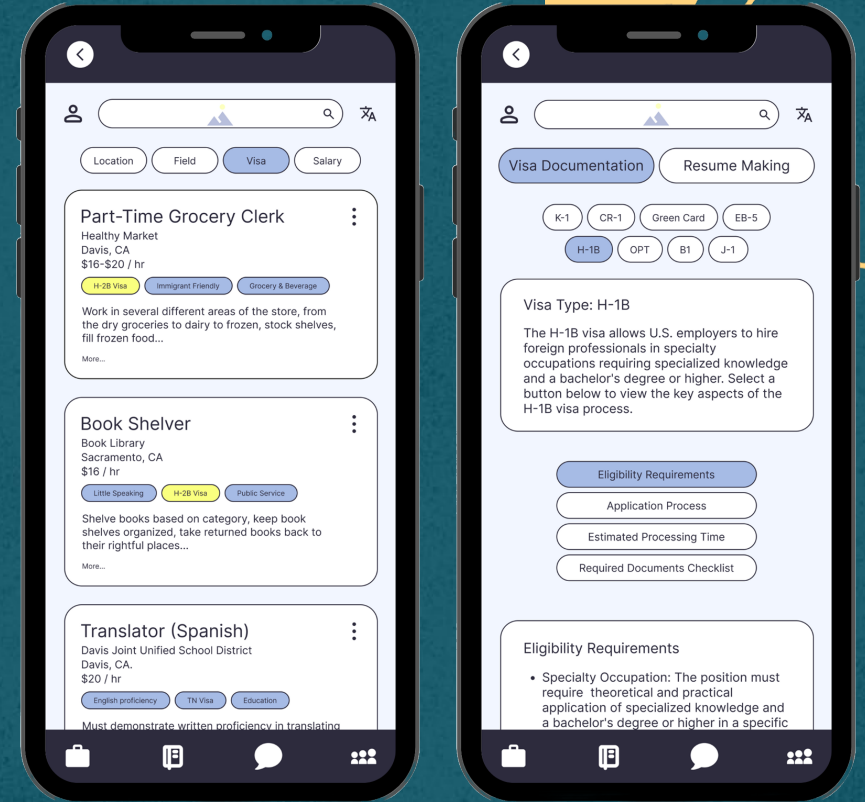 Location Field Visa Salary
Part-Time Grocery Clerk
Healthy Market
Davis, CA
$16-$20 / hr
H-2B Visa Immigrant Friendly Grocery & Beverage
Work in several different areas of the store, from
the dry groceries to dairy to frozen, stock shelves,
fill frozen food...
More...
Book Shelver
Book Library
Sacramento, CA
$16 / hr
Little Speaking H-2B Visa Public Service
Shelve books based on category, keep book
shelves organized, take returned books back to
their rightful places...
More...
Translator (Spanish)
Davis Joint Unified School District
Davis, CA.
$20 / hr
English proficiency TN Visa Education
Must demonstrate written proficiency in translating
Visa Documentation Resume Making
K-1 CR-1 Green Card EB-5
H-1B OPT B1 J-1
Visa Type: H-1B
The H-1B visa allows U.S. employers to hire
foreign professionals in specialty
occupations requiring specialized knowledge
and a bachelor's degree or higher. Select a
button below to view the key aspects of the
H-1B visa process.
Eligibility Requirements
Application Process
Estimated Processing Time
Required Documents Checklist
Eligibility Requirements
• Specialty Occupation: The position must
require theoretical and practical
application of specialized knowledge and
a bachelor's degree or higher in a specific